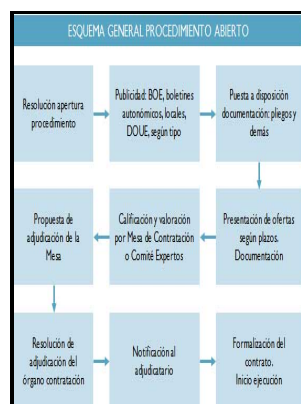 ESQUEMA GENERAL PROCEDIMIENTO ABIERTO
Resolución apertura
procedimiento
Publicidad: BOE, boletines
autonómicos, locales,
DOUE, según tipo
Puesta a disposición
documentación: pliegos y
demás
Presentación de ofertas
según plazos.
Documentación
Calificación y valoración
por Mesa de Contratación
o Comité Expertos
Propuesta de
adjudicación de la
Mesa
Resolución de
adjudicación del
órgano contratación
Notificación al
adjudicatario
Formalización del
contrato.
Inicio ejecución